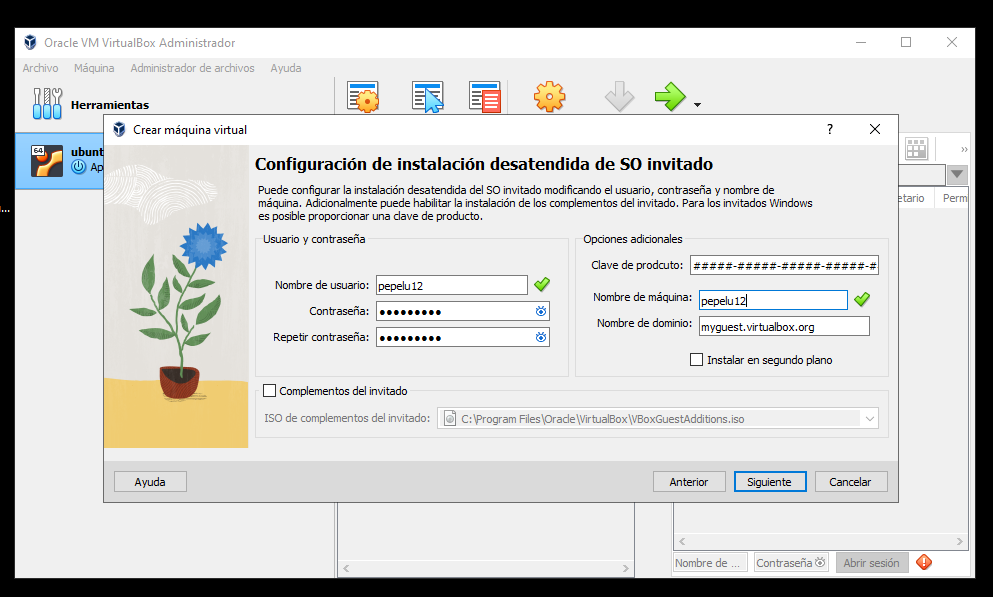 Oracle VM VirtualBox Administrador
Archivo Máquina Administrador de archivos Ayuda
Herramientas
Crear máquina virtual
?
64
ubunt
Ap
»
...
etario Perm
Configuración de instalación desatendida de SO invitado
Puede configurar la instalación desatendida del SO invitado modificando el usuario, contraseña y nombre de
máquina. Adicionalmente puede habilitar la instalación de los complementos del invitado. Para los invitados Windows
es posible proporcionar una clave de producto.
Usuario y contraseña
Nombre de usuario: pepelu12
Contraseña: ●●●●●●●●●
Repetir contraseña: ●●●●●●●●●
Opciones adicionales
Clave de prodcuto: #####-#####-#####-#####-#
Nombre de máquina: pepelu12
Nombre de dominio: myguest.virtualbox.org
Instalar en segundo plano
Complementos del invitado
ISO de complementos del invitado: C:\Program Files\Oracle\VirtualBox\VBoxGuestAdditions.iso
Ayuda Anterior Siguiente Cancelar
Nombre de ... Contraseña Abrir sesión